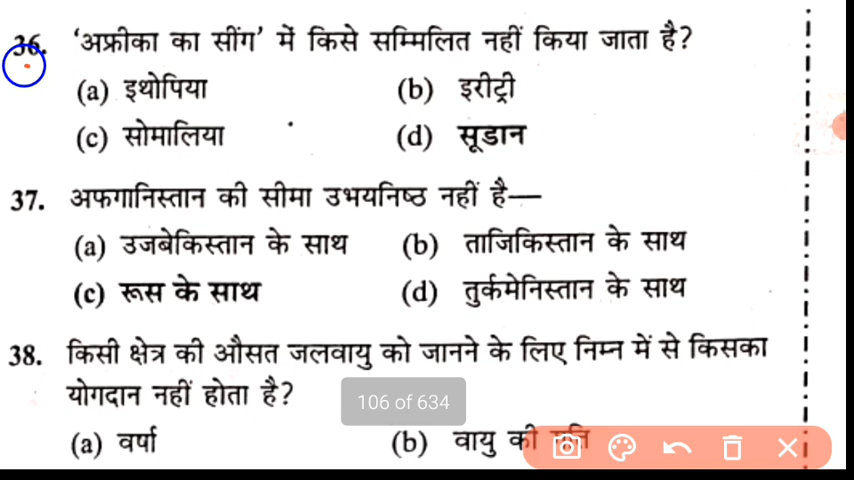 36. ‘अफ्रीका का सींग’ में किसे सम्मिलित नहीं किया जाता है?
(a) इथोपिया (b) इरीट्री
(c) सोमालिया (d) सूडान
37. अफगानिस्तान की सीमा उभयनिष्ठ नहीं है—
(a) उजबेकिस्तान के साथ (b) ताजिकिस्तान के साथ
(c) रूस के साथ (d) तुर्कमेनिस्तान के साथ
38. किसी क्षेत्र की औसत जलवायु को जानने के लिए निम्न में से किसका
योगदान नहीं होता है?
106 of 634
(a) वर्षा (b) वायु की